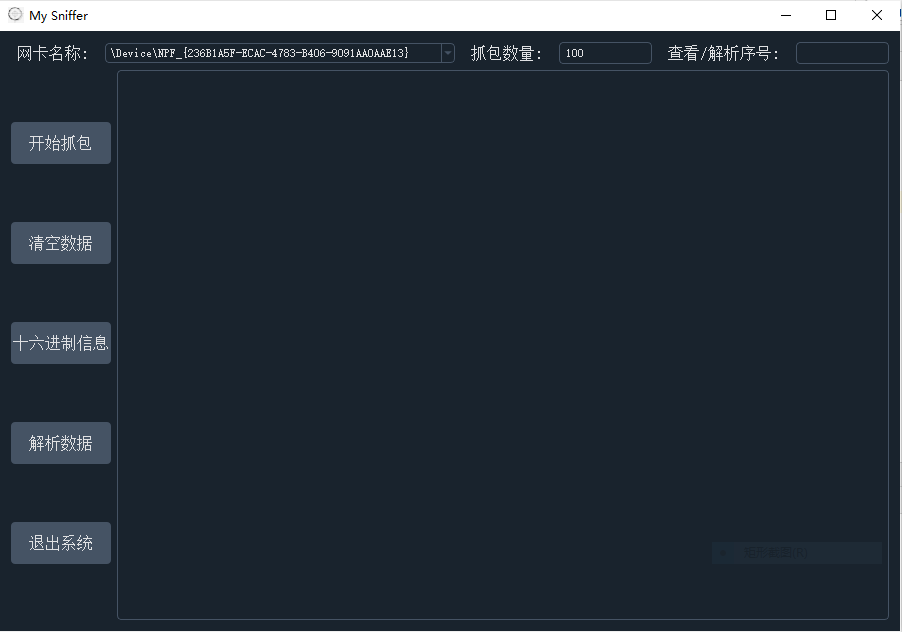 My Sniffer
网卡名称： \Device\NPF_{236B1A5F-ECAC-4783-B406-9091AA0AAE13} 抓包数量： 100 查看/解析序号：
开始抓包
清空数据
十六进制信息
解析数据
退出系统